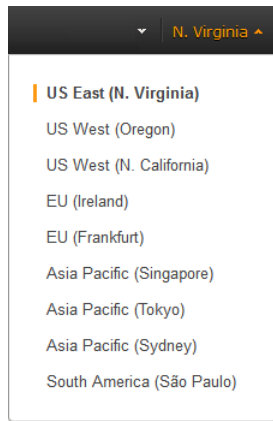 N. Virginia
US East (N. Virginia)
US West (Oregon)
US West (N. California)
EU (Ireland)
EU (Frankfurt)
Asia Pacific (Singapore)
Asia Pacific (Tokyo)
Asia Pacific (Sydney)
South America (São Paulo)